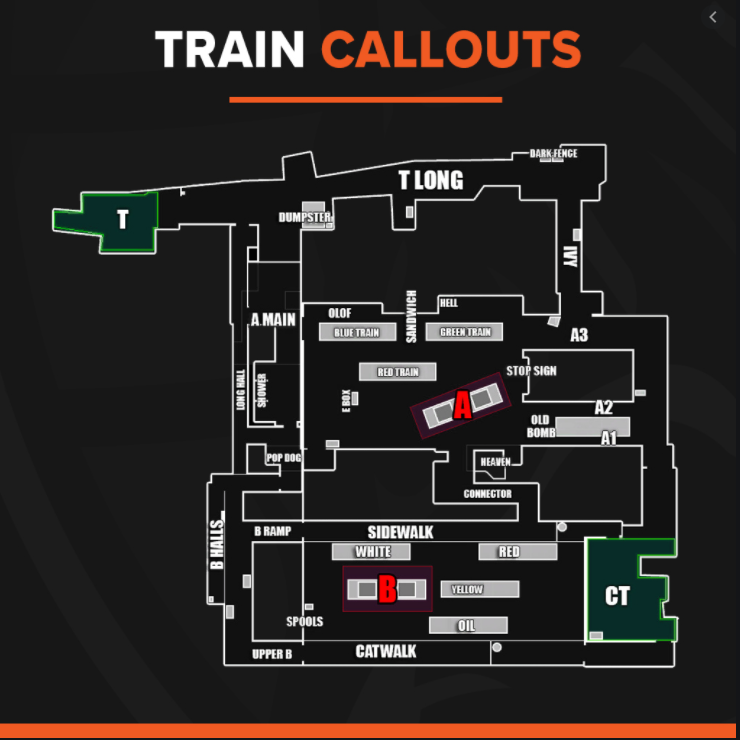 TRAIN CALLOUTS
DARK FENCE
T LONG
T
DUMPSTER
IVY
HELL
OLOF
SANDWICH
A MAIN
BLUE TRAIN
GREEN TRAIN
A3
RED TRAIN
STOP SIGN
LONG HALL
SHOWER
E BOX
A
A2
OLD
BOMB
A1
POP DOG
HEAVEN
CONNECTOR
B HALLS
B RAMP
SIDEWALK
WHITE
RED
B
YELLOW
CT
SPOOLS
OIL
UPPER B
CATWALK